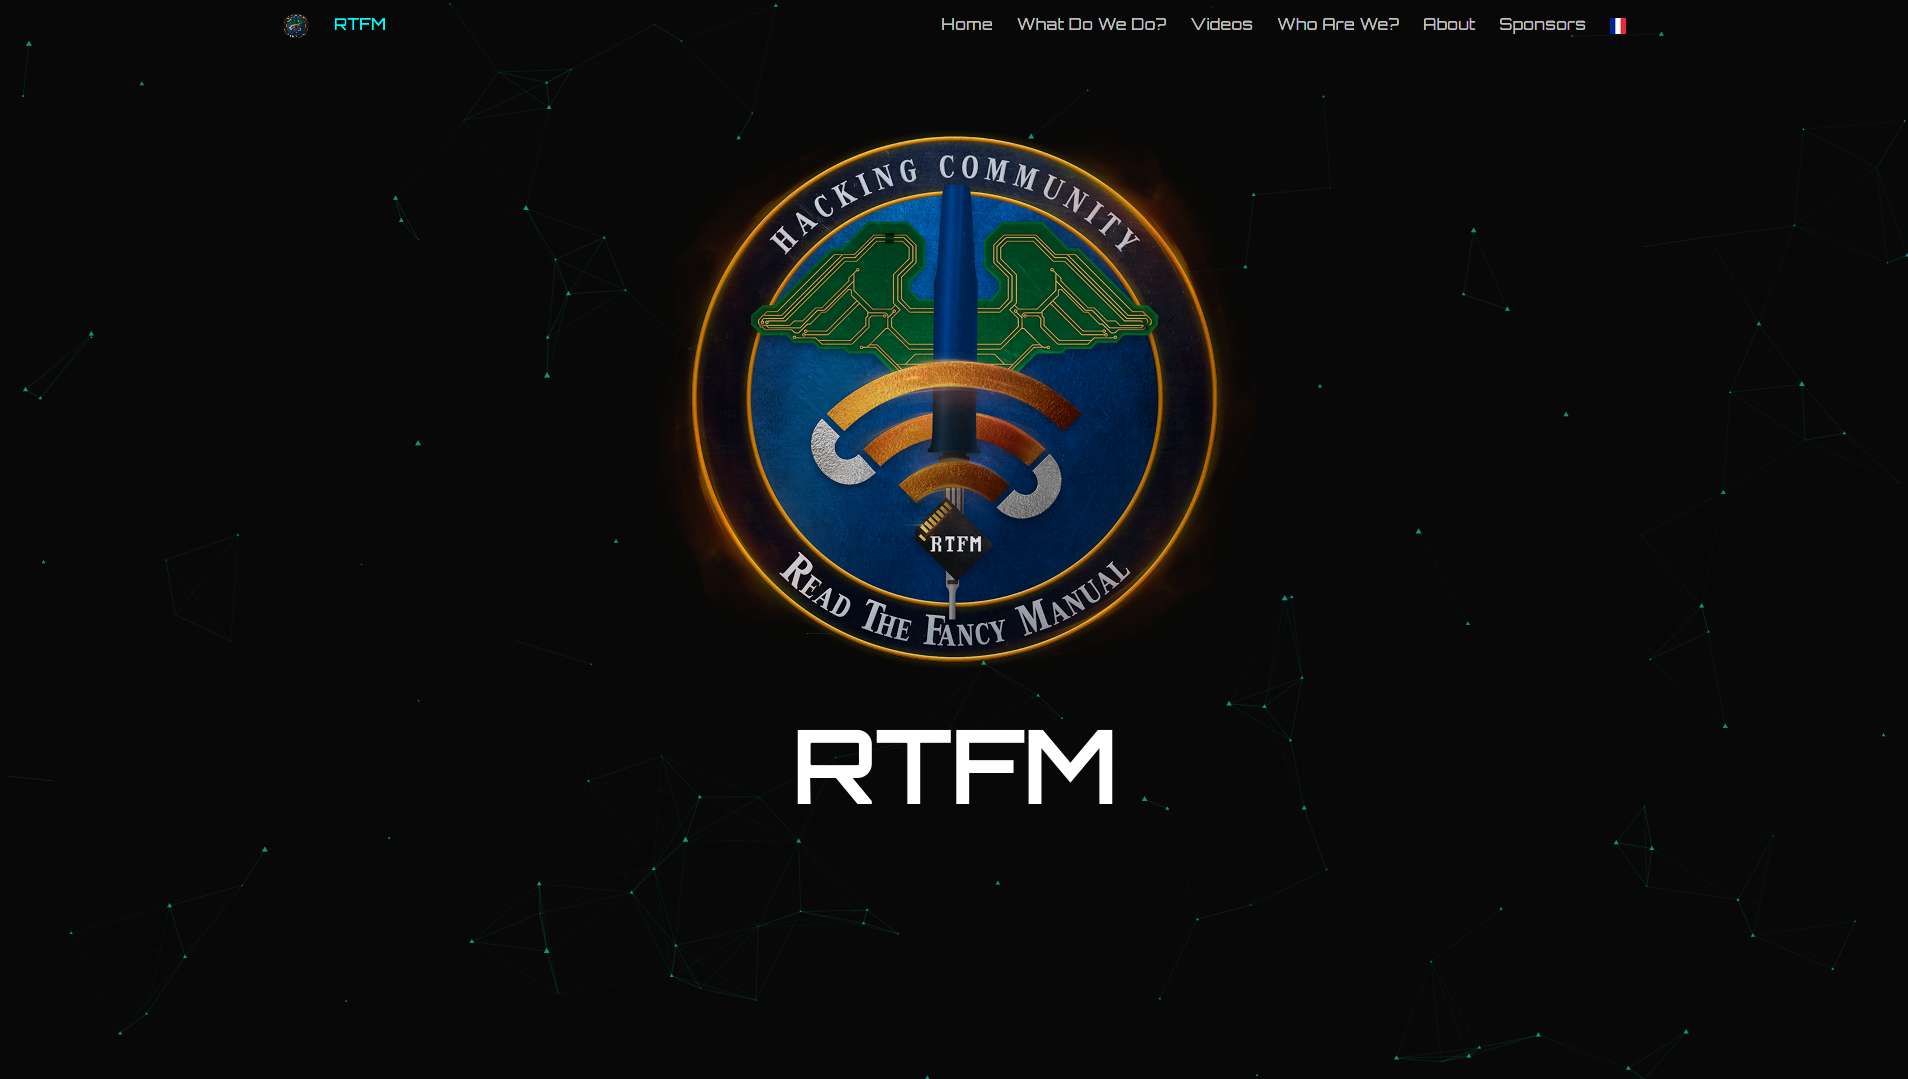 RTFM
Home
What Do We Do?
Videos
Who Are We?
About
Sponsors
HACKING COMMUNITY
RTFM
READ THE FANCY MANUAL
RTFM